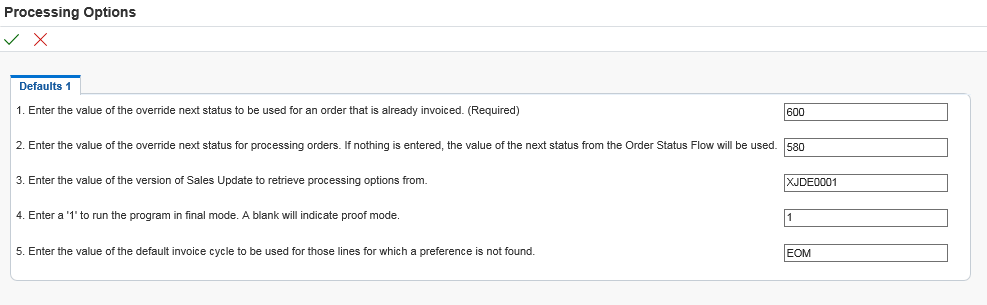 Processing Options
Defaults 1
1. Enter the value of the override next status to be used for an order that is already invoiced. (Required)
600
2. Enter the value of the override next status for processing orders. If nothing is entered, the value of the next status from the Order Status Flow will be used.
580
3. Enter the value of the version of Sales Update to retrieve processing options from.
XJDE0001
4. Enter a '1' to run the program in final mode. A blank will indicate proof mode.
1
5. Enter the value of the default invoice cycle to be used for those lines for which a preference is not found.
EOM